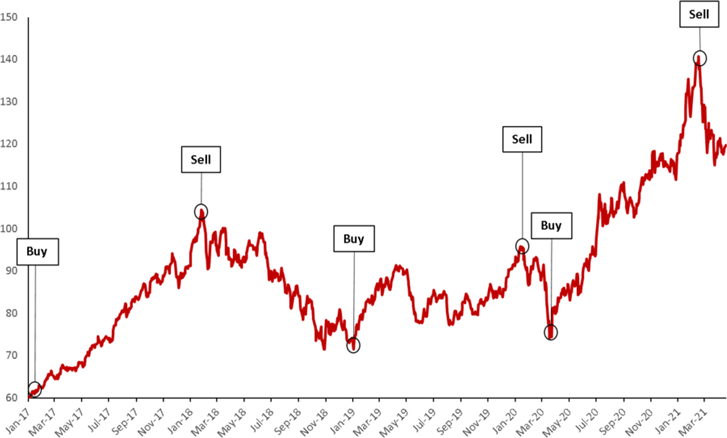 150
140
130
120
110
100
90
80
70
60
Sell
Sell
Sell
Buy
Buy
Buy
Jan-17
Mar-17
May-17
Jul-17
Sep-17
Nov-17
Jan-18
Mar-18
May-18
Jul-18
Sep-18
Nov-18
Jan-19
Mar-19
May-19
Jul-19
Sep-19
Nov-19
Jan-20
Mar-20
May-20
Jul-20
Sep-20
Nov-20
Jan-21
Mar-21